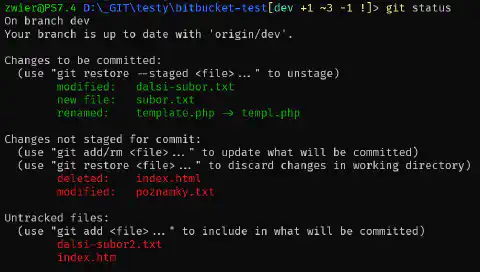 zwier@PS7.4 D:\_GIT\testy\bitbucket-test[dev +1 ~3 -1 !]> git status
On branch dev
Your branch is up to date with 'origin/dev'.

Changes to be committed:
  (use "git restore --staged <file>..." to unstage)
        modified:   dalsi-subor.txt
        new file:   subor.txt
        renamed:    template.php -> templ.php

Changes not staged for commit:
  (use "git add/rm <file>..." to update what will be committed)
  (use "git restore <file>..." to discard changes in working directory)
        deleted:    index.html
        modified:   poznamky.txt

Untracked files:
  (use "git add <file>..." to include in what will be committed)
        dalsi-subor2.txt
        index.htm